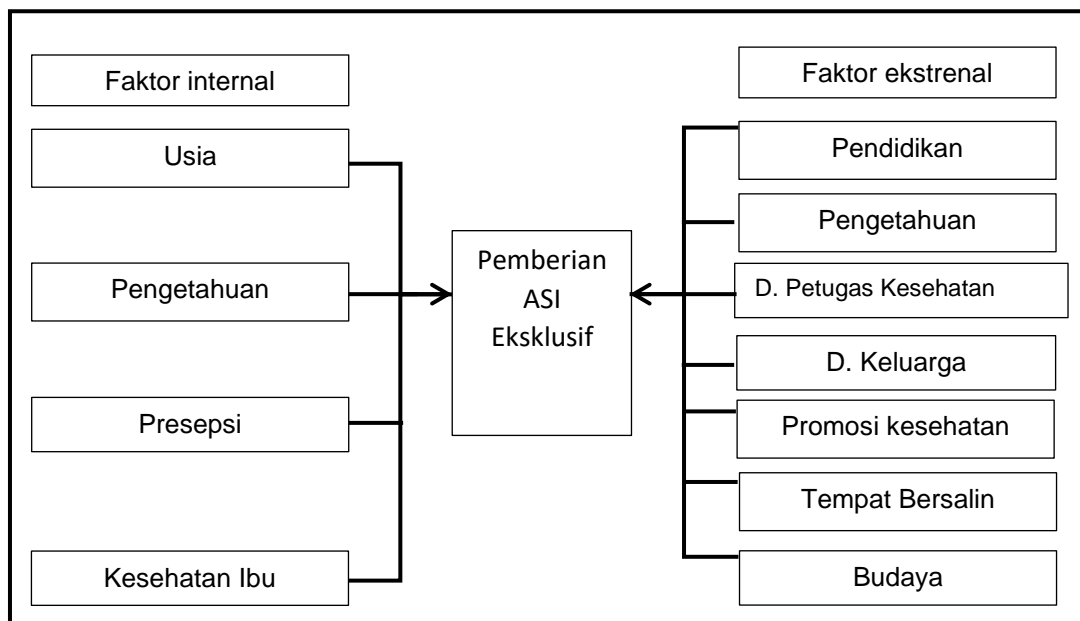 Faktor internal
Usia
Pengetahuan
Presepsi
Kesehatan Ibu
Pemberian
ASI
Eksklusif
Faktor ekstrenal
Pendidikan
Pengetahuan
D. Petugas Kesehatan
D. Keluarga
Promosi kesehatan
Tempat Bersalin
Budaya